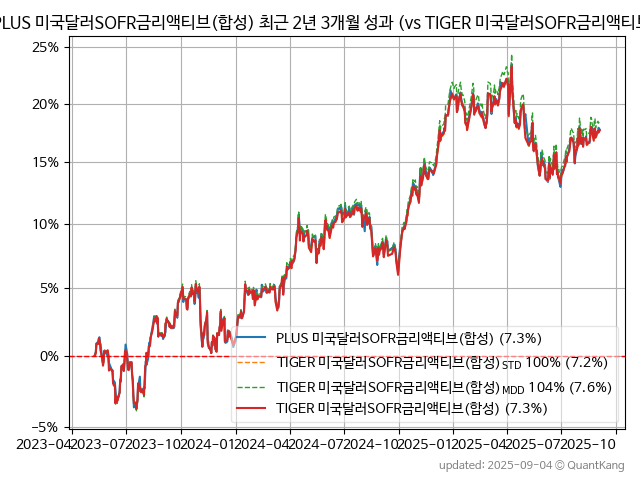 PLUS 미국달러SOFR금리액티브(합성) 최근 2년 3개월 성과 (vs TIGER 미국달러SOFR금리액티브
25%
20%
15%
10%
5%
0%
−5%
PLUS 미국달러SOFR금리액티브(합성) (7.3%)
TIGER 미국달러SOFR금리액티브(합성) STD 100% (7.2%)
TIGER 미국달러SOFR금리액티브(합성) MDD 104% (7.6%)
TIGER 미국달러SOFR금리액티브(합성) (7.3%)
2023-04 2023-07 2023-10 2024-01 2024-04 2024-07 2024-10 2025-01 2025-04 2025-07 2025-10
updated: 2025-09-04 © QuantKang